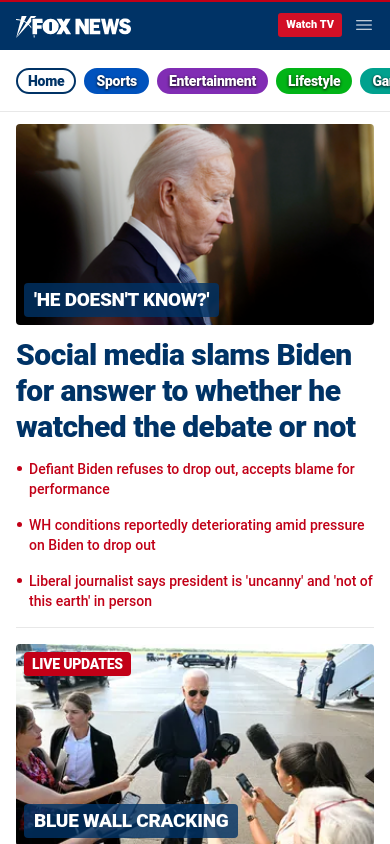 FOX NEWS
Watch TV
Home
Sports
Entertainment
Lifestyle
'HE DOESN'T KNOW?'
Social media slams Biden
for answer to whether he
watched the debate or not
• Defiant Biden refuses to drop out, accepts blame for
performance
• WH conditions reportedly deteriorating amid pressure
on Biden to drop out
• Liberal journalist says president is 'uncanny' and 'not of
this earth' in person
LIVE UPDATES
BLUE WALL CRACKING